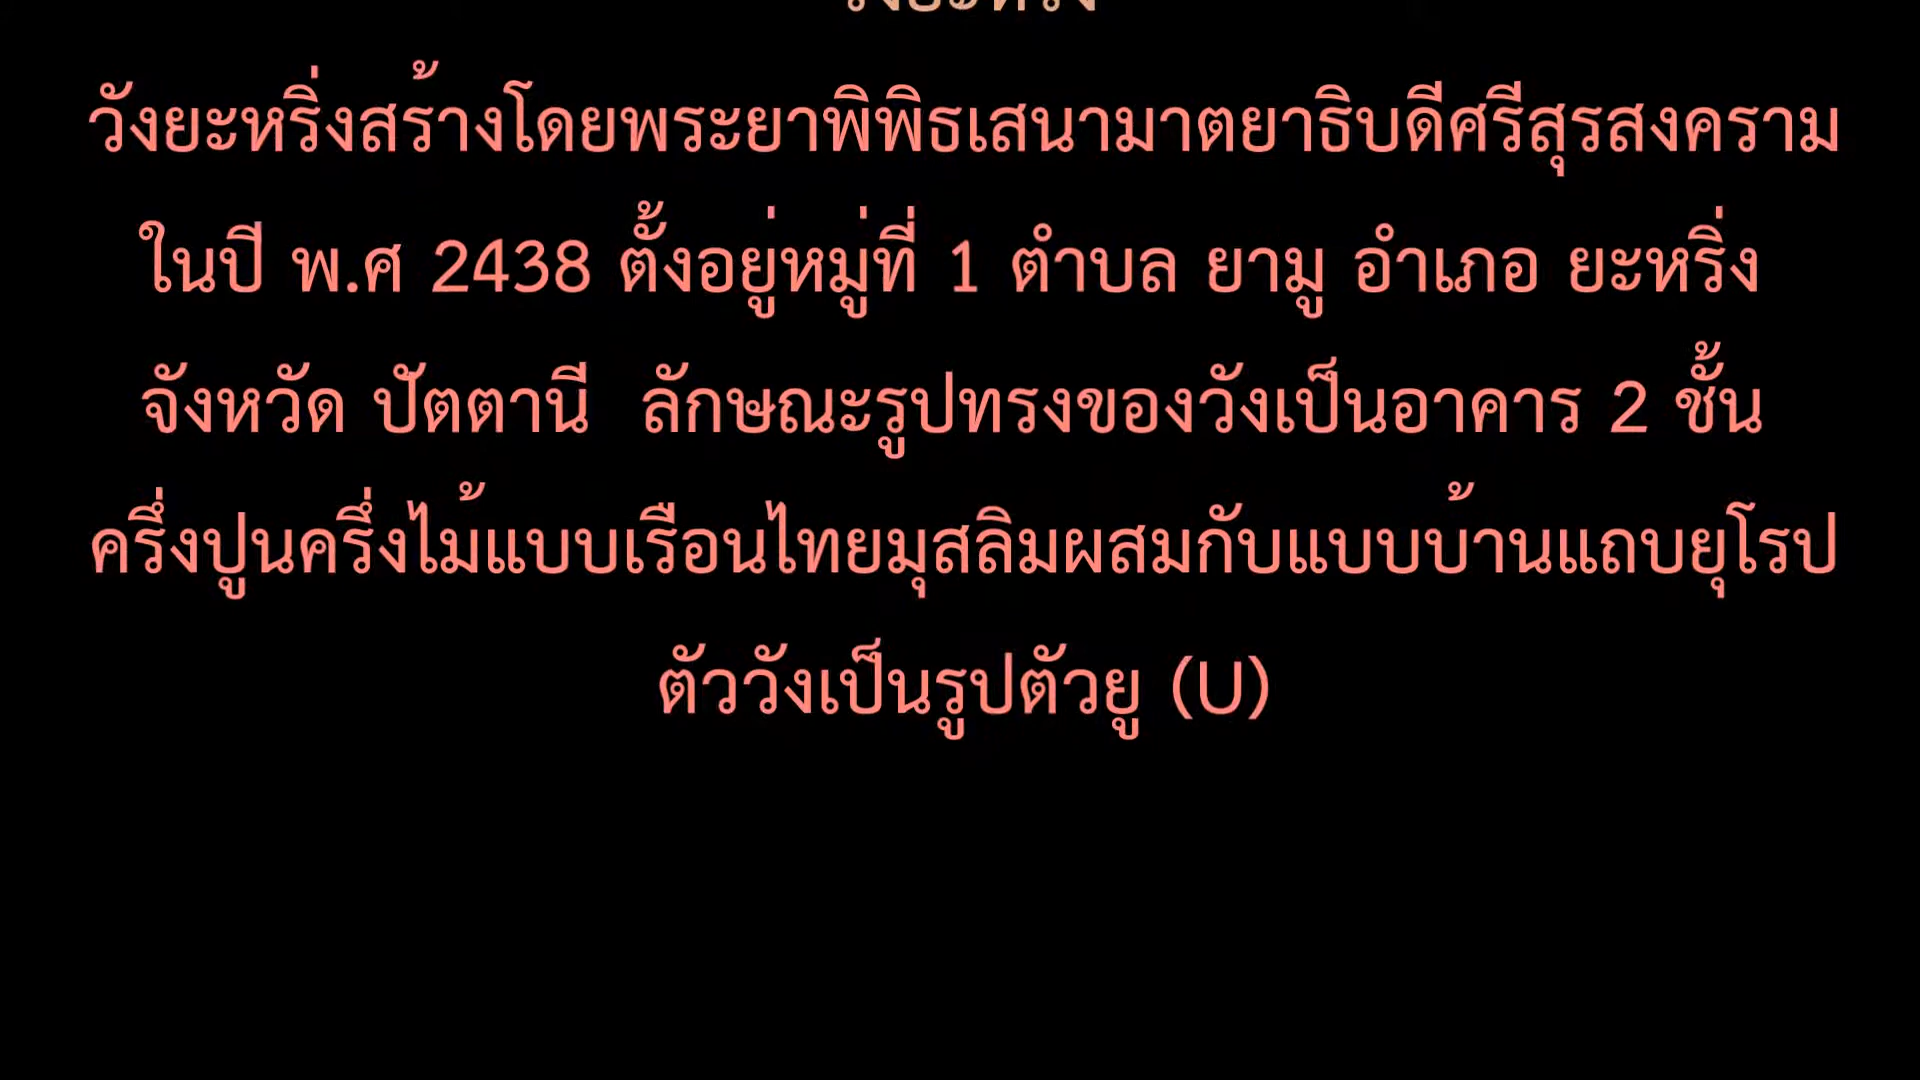 วังยะหริ่ง
วังยะหริ่งสร้างโดยพระยาพิพิธเสนามาตยาธิบดีศรีสุรสงคราม
ในปี พ.ศ 2438 ตั้งอยู่หมู่ที่ 1 ตำบล ยามู อำเภอ ยะหริ่ง
จังหวัด ปัตตานี ลักษณะรูปทรงของวังเป็นอาคาร 2 ชั้น
ครึ่งปูนครึ่งไม้แบบเรือนไทยมุสลิมผสมกับแบบบ้านแถบยุโรป
ตัววังเป็นรูปตัวยู (U)